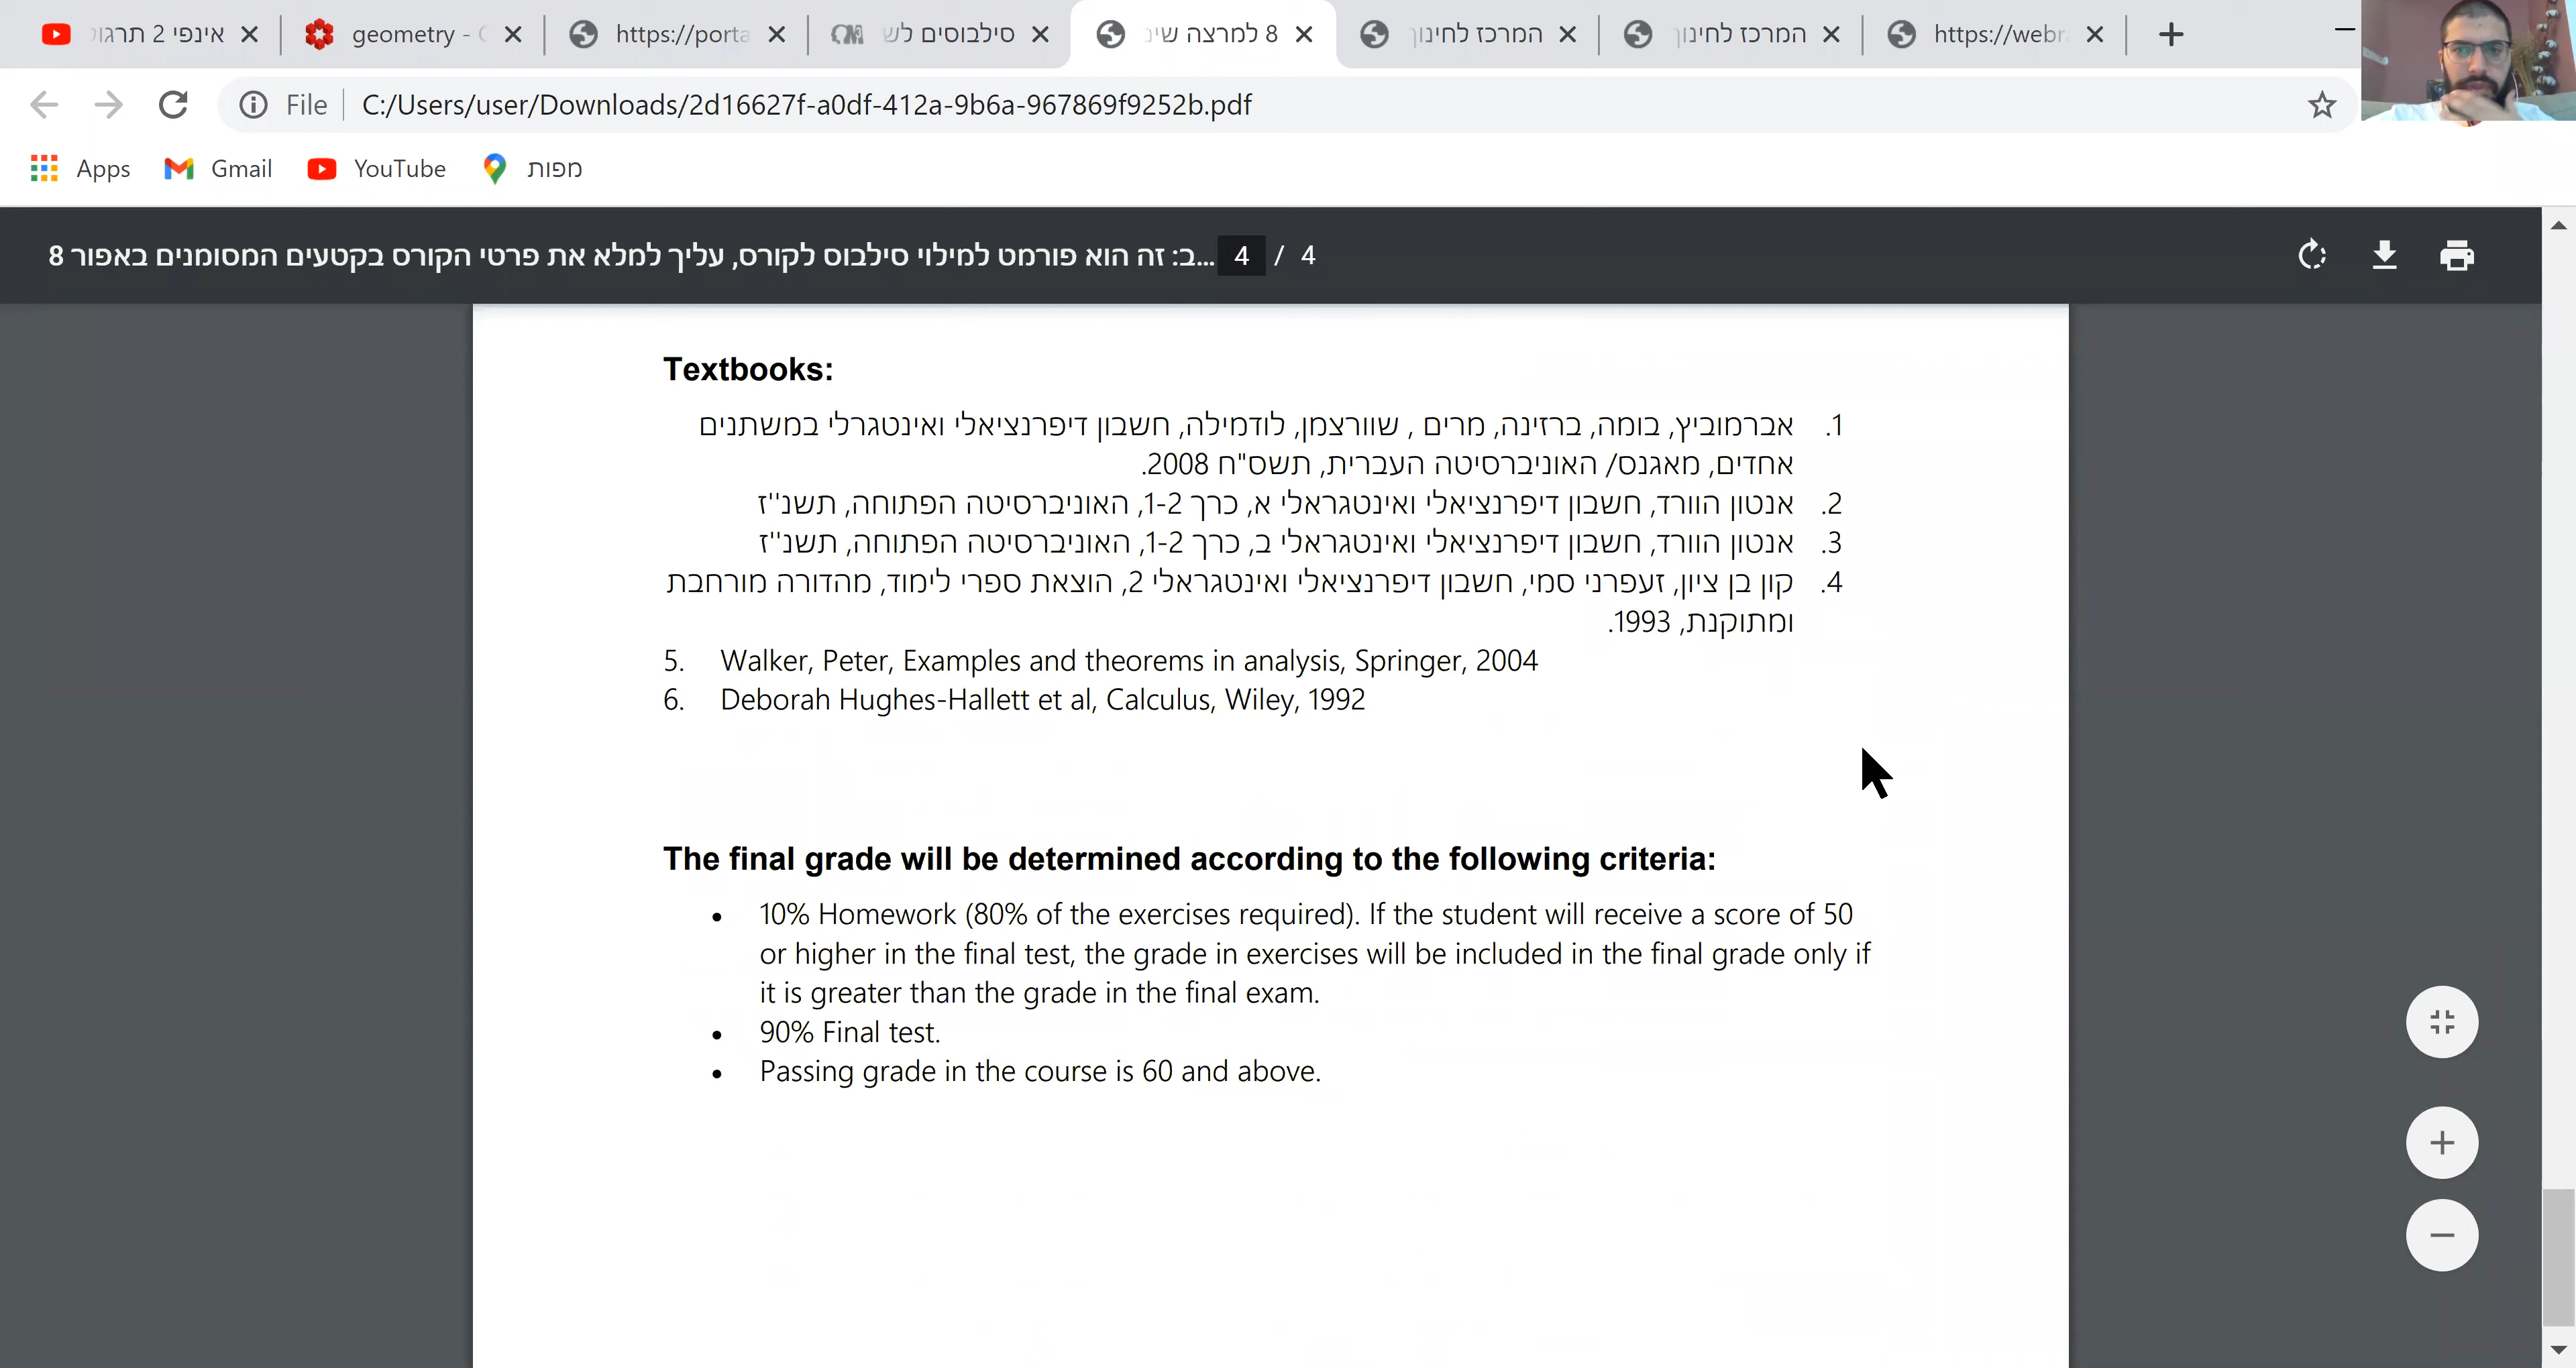 אינפי 2 תרגול
geometry -
https://porta
סילבוסים לש
8 למרצה שינ
המרכז לחינוך
המרכז לחינוך
https://webr
File
C:/Users/user/Downloads/2d16627f-a0df-412a-9b6a-967869f9252b.pdf
Apps
Gmail
YouTube
מפות
8 ב: זה הוא פורמט למילוי סילבוס לקורס, עליך למלא את פרטי הקורס בקטעים המסומנים באפור...
4 / 4
Textbooks:
1. אברמוביץ, בומה, ברזינה, מרים , שוורצמן, לודמילה, חשבון דיפרנציאלי ואינטגרלי במשתנים
אחדים, מאגנס/ האוניברסיטה העברית, תשס"ח 2008.
2. אנטון הוורד, חשבון דיפרנציאלי ואינטגראלי א, כרך 1-2, האוניברסיטה הפתוחה, תשנ''ז
3. אנטון הוורד, חשבון דיפרנציאלי ואינטגראלי ב, כרך 1-2, האוניברסיטה הפתוחה, תשנ''ז
4. קון בן ציון, זעפרני סמי, חשבון דיפרנציאלי ואינטגראלי 2, הוצאת ספרי לימוד, מהדורה מורחבת
ומתוקנת, 1993.
5. Walker, Peter, Examples and theorems in analysis, Springer, 2004
6. Deborah Hughes-Hallett et al, Calculus, Wiley, 1992
The final grade will be determined according to the following criteria:
• 10% Homework (80% of the exercises required). If the student will receive a score of 50
or higher in the final test, the grade in exercises will be included in the final grade only if
it is greater than the grade in the final exam.
• 90% Final test.
• Passing grade in the course is 60 and above.